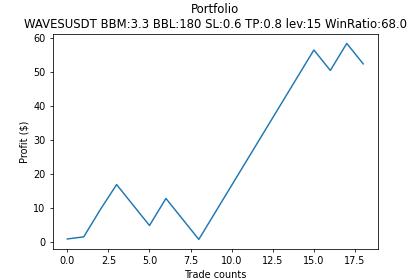 Portfolio
WAVESUSDT BBM:3.3 BBL:180 SL:0.6 TP:0.8 lev:15 WinRatio:68.0
60
50
40
30
20
10
0
Profit ($)
0.0 2.5 5.0 7.5 10.0 12.5 15.0 17.5
Trade counts